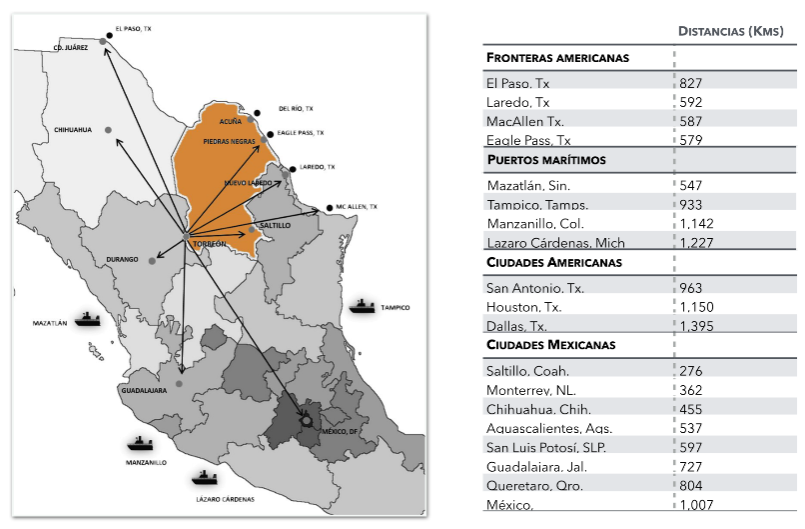 EL PASO, TX
CD. JUÁREZ
DEL RÍO, TX
ACUÑA
CHIHUAHUA
EAGLE PASS, TX
PIEDRAS NEGRAS
LAREDO, TX
NUEVO LAREDO
MC ALLEN, TX
SALTILLO
TORREÓN
DURANGO
TAMPICO
MAZATLÁN
GUADALAJARA
MÉXICO, DF
MANZANILLO
LÁZARO CÁRDENAS
DISTANCIAS (KMS)
FRONTERAS AMERICANAS
El Paso, Tx 827
Laredo, Tx 592
MacAllen Tx. 587
Eagle Pass, Tx 579
PUERTOS MARÍTIMOS
Mazatlán, Sin. 547
Tampico, Tamps. 933
Manzanillo, Col. 1,142
Lazaro Cárdenas, Mich 1,227
CIUDADES AMERICANAS
San Antonio, Tx. 963
Houston, Tx. 1,150
Dallas, Tx. 1,395
CIUDADES MEXICANAS
Saltillo, Coah. 276
Monterrey, NL. 362
Chihuahua, Chih. 455
Aguascalientes, Ags. 537
San Luis Potosí, SLP. 597
Guadalajara, Jal. 727
Queretaro, Qro. 804
México, 1,007